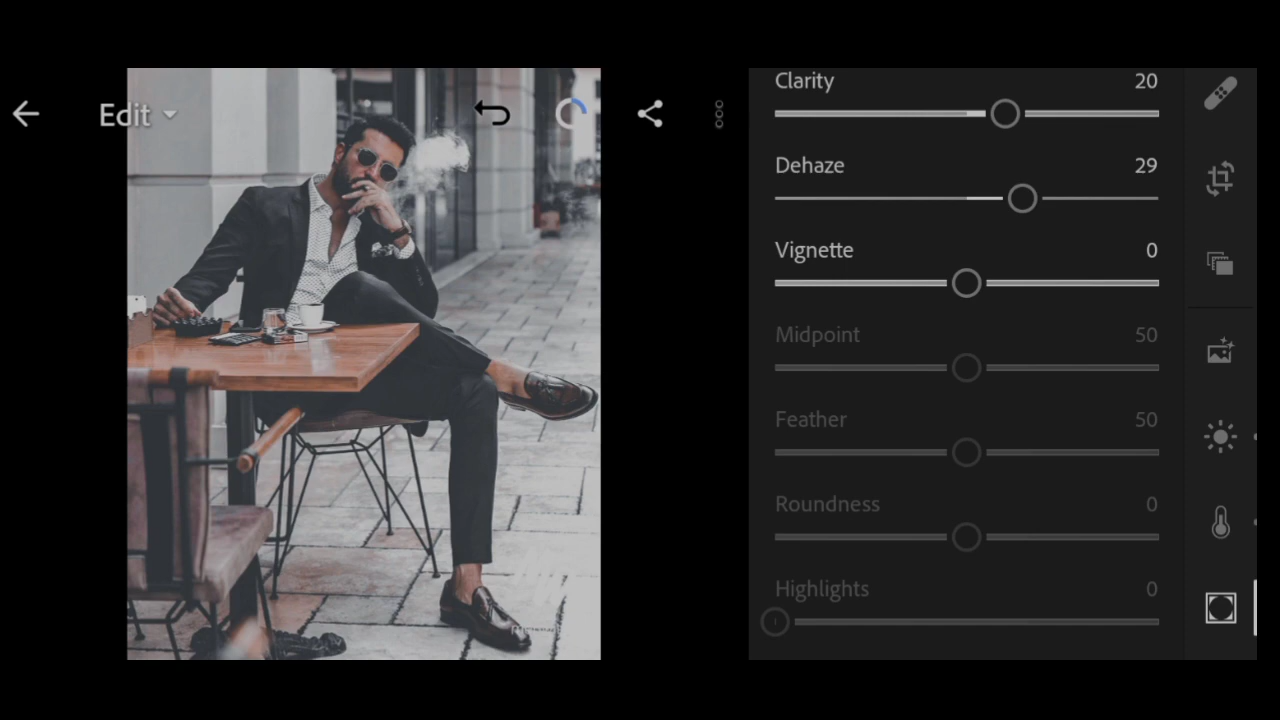 Edit
Clarity 20
Dehaze 29
Vignette 0
Midpoint 50
Feather 50
Roundness 0
Highlights 0